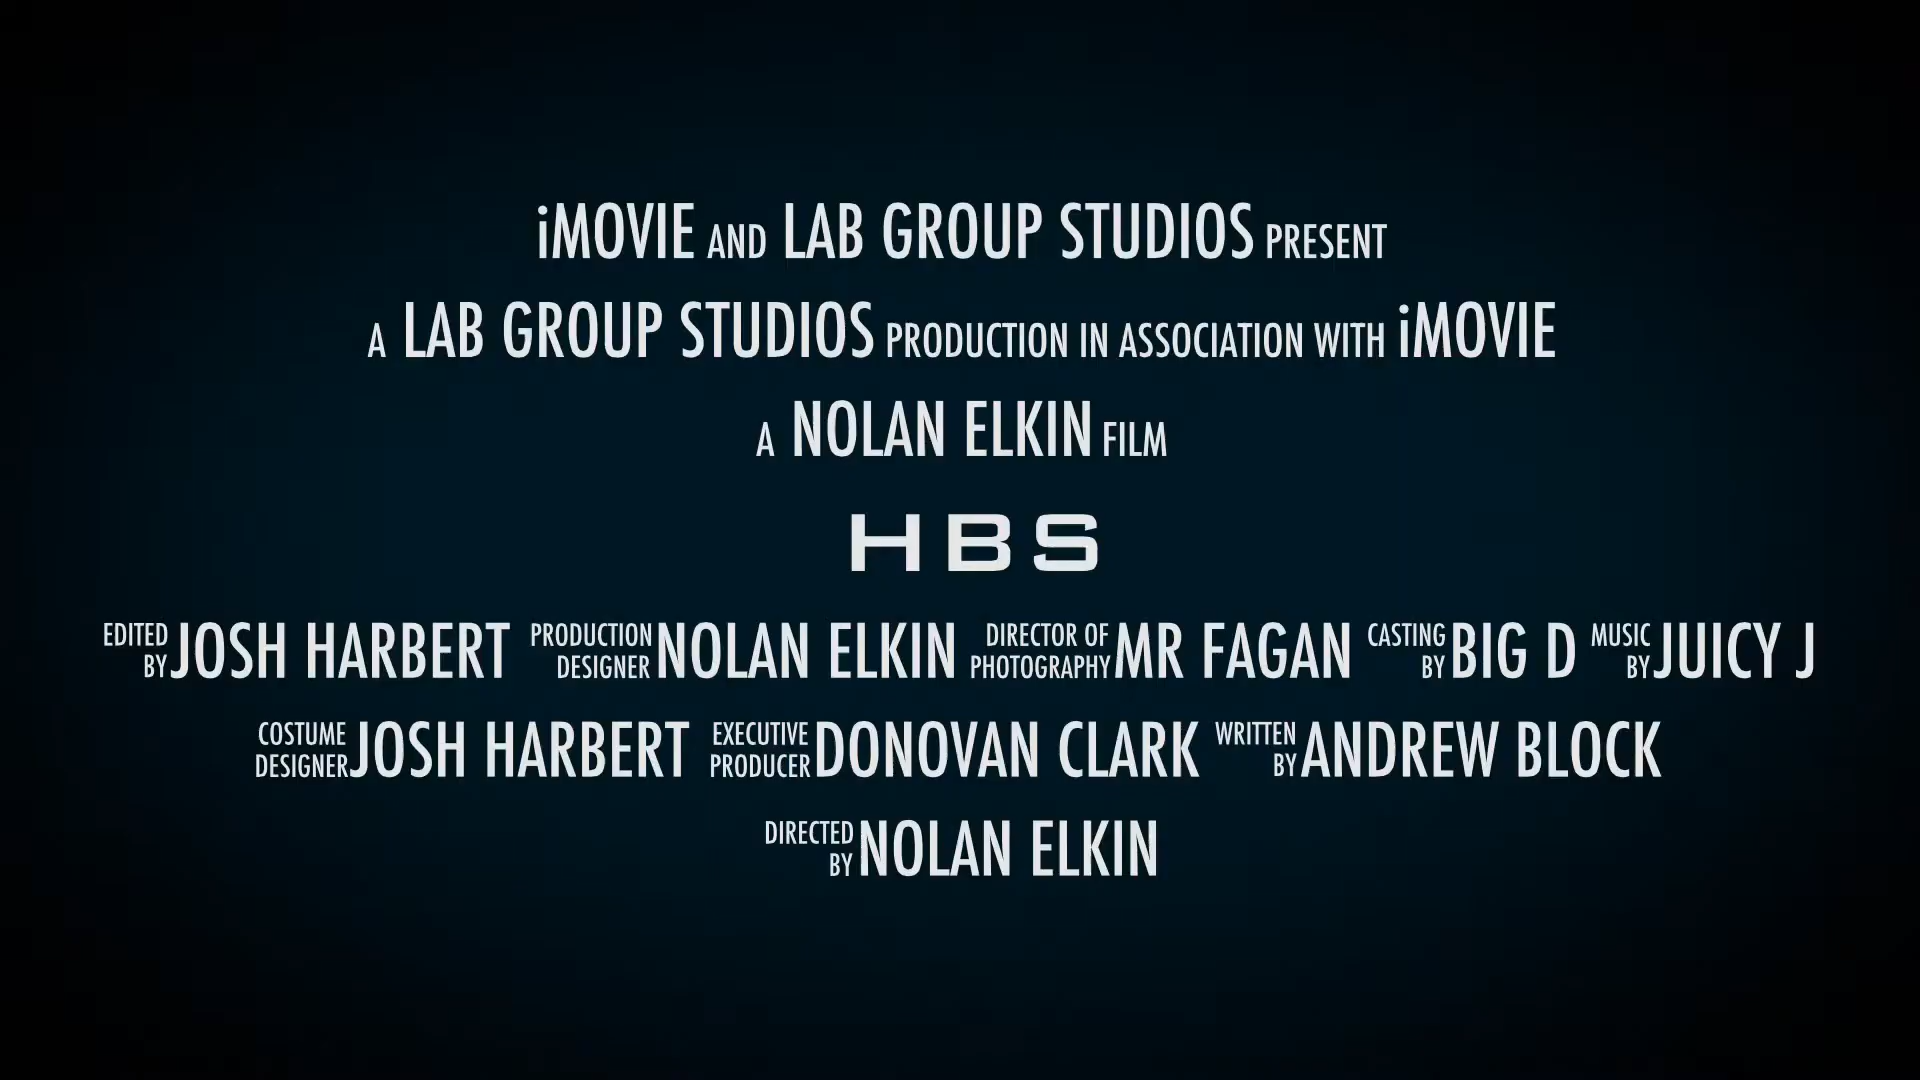 iMOVIE AND LAB GROUP STUDIOS PRESENT
A LAB GROUP STUDIOS PRODUCTION IN ASSOCIATION WITH iMOVIE
A NOLAN ELKIN FILM
HBS
EDITED BY JOSH HARBERT PRODUCTION DESIGNER NOLAN ELKIN DIRECTOR OF PHOTOGRAPHY MR FAGAN CASTING BY BIG D MUSIC BY JUICY J
COSTUME DESIGNER JOSH HARBERT EXECUTIVE PRODUCER DONOVAN CLARK WRITTEN BY ANDREW BLOCK
DIRECTED BY NOLAN ELKIN